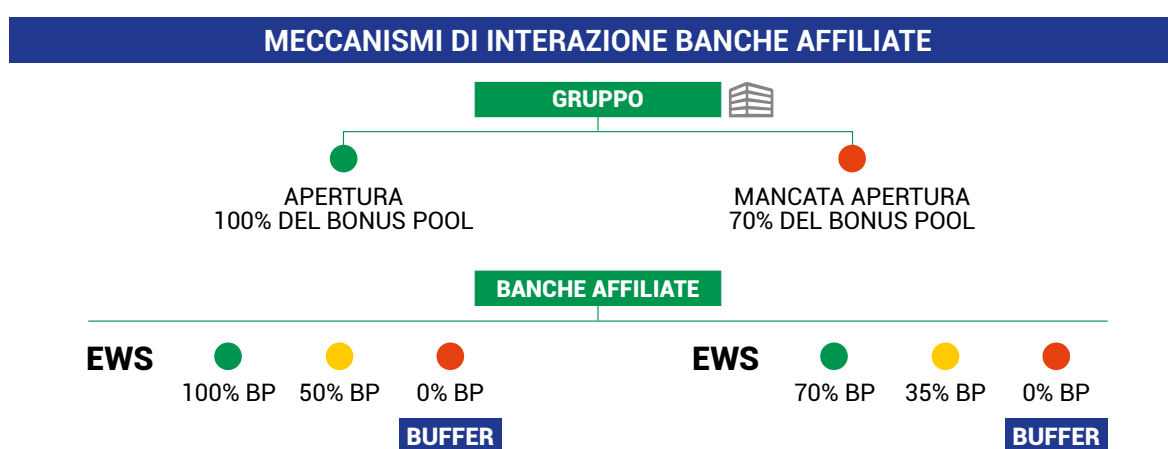 MECCANISMI DI INTERAZIONE BANCHE AFFILIATE
GRUPPO
APERTURA
100% DEL BONUS POOL
MANCATA APERTURA
70% DEL BONUS POOL
BANCHE AFFILIATE
EWS
100% BP
50% BP
0% BP
BUFFER
EWS
70% BP
35% BP
0% BP
BUFFER